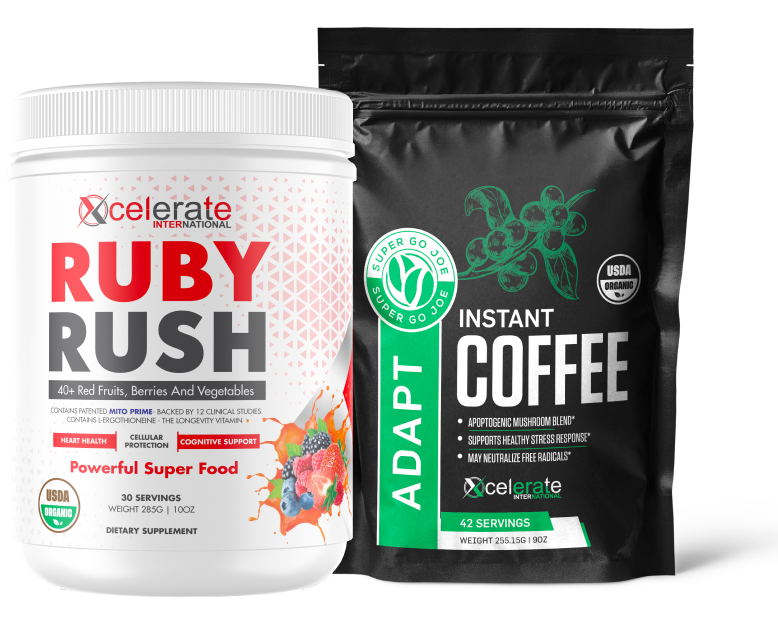 Xcelerate
INTERNATIONAL
RUBY
RUSH
40+ Red Fruits, Berries And Vegetables
CONTAINS PATENTED MITO PRIME - BACKED BY 12 CLINICAL STUDIES.
CONTAINS L-ERGOTHIONEINE - THE LONGEVITY VITAMIN
HEART HEALTH
CELLULAR
PROTECTION
COGNITIVE SUPPORT
Powerful Super Food
USDA
ORGANIC
30 SERVINGS
WEIGHT 285G | 10OZ
DIETARY SUPPLEMENT
SUPER GO JOE
SUPER GO JOE
USDA
ORGANIC
ADAPT
INSTANT
COFFEE
• APOPTOGENIC MUSHROOM BLEND*
• SUPPORTS HEALTHY STRESS RESPONSE*
• MAY NEUTRALIZE FREE RADICALS*
Xcelerate
INTERNATIONAL
42 SERVINGS
WEIGHT 255.15G | 9OZ